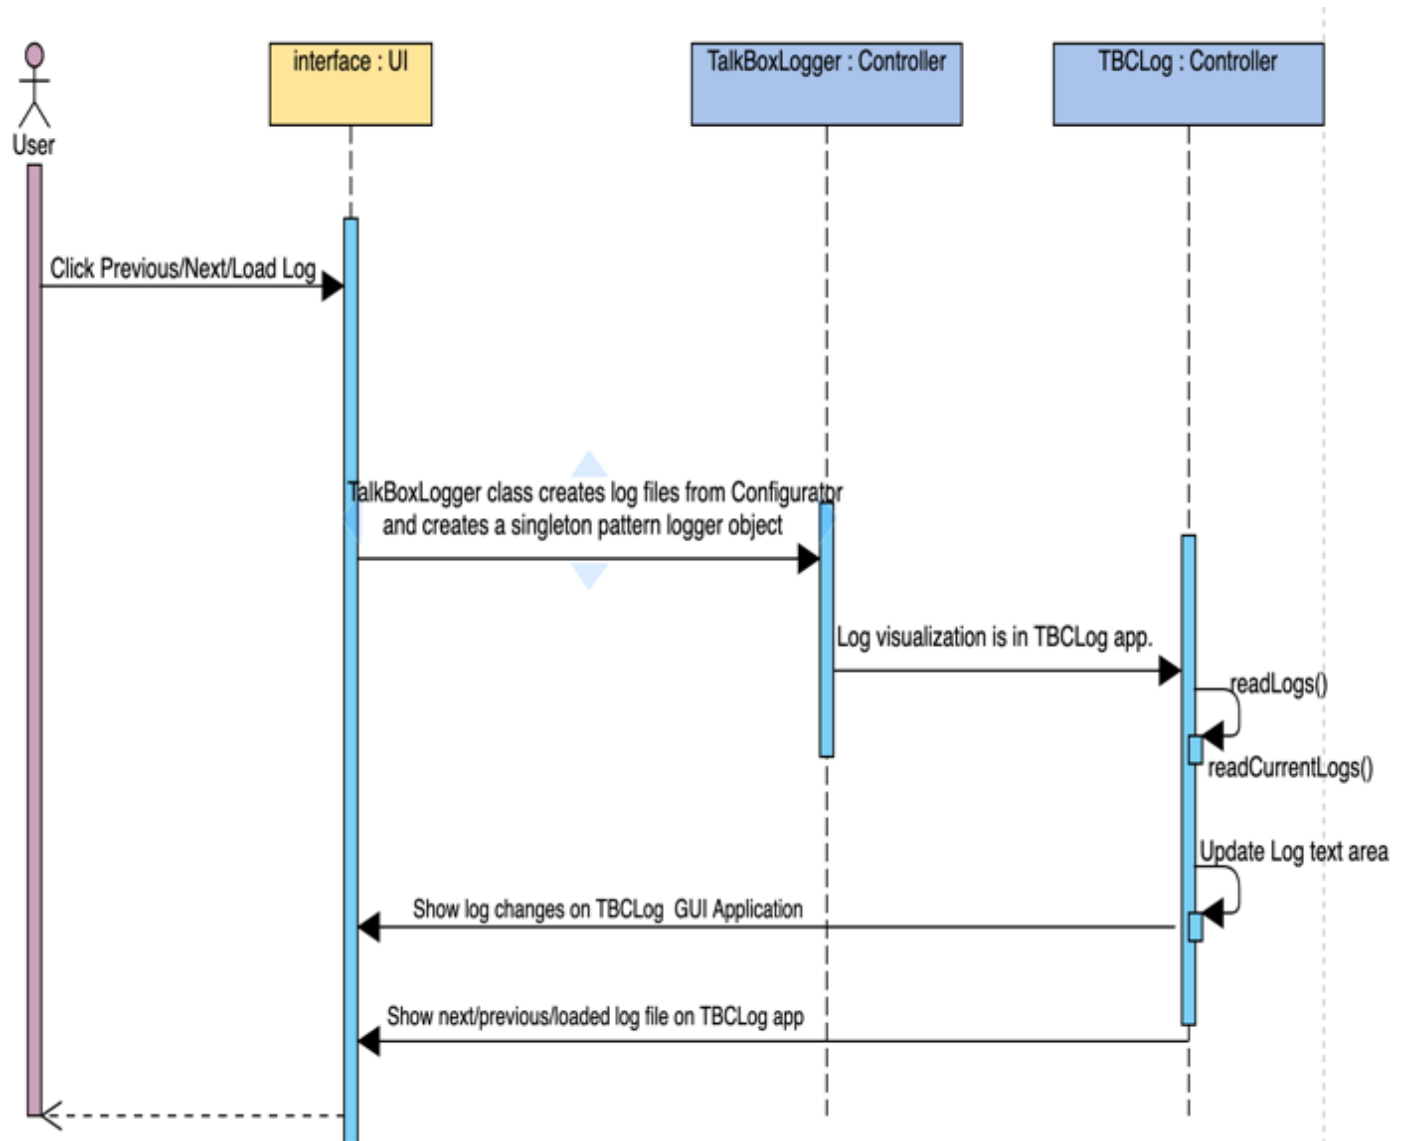 interface : UI
TalkBoxLogger : Controller
TBCLog : Controller
User
Click Previous/Next/Load Log
TalkBoxLogger class creates log files from Configurator
and creates a singleton pattern logger object
Log visualization is in TBCLog app.
readLogs()
readCurrentLogs()
Update Log text area
Show log changes on TBCLog GUI Application
Show next/previous/loaded log file on TBCLog app